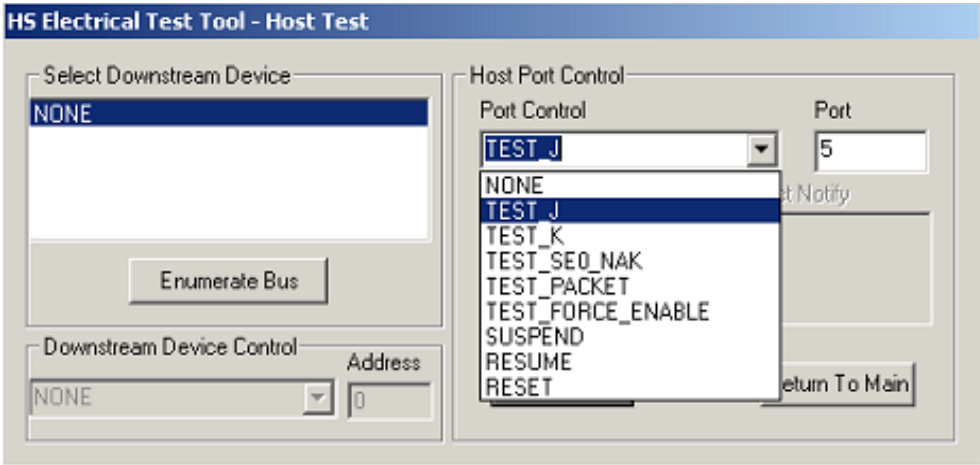 HS Electrical Test Tool - Host Test
Select Downstream Device
NONE
Enumerate Bus
Downstream Device Control
Address
NONE
0
Host Port Control
Port Control
Port
TEST_J
5
NONE
TEST_J
TEST_K
TEST_SE0_NAK
TEST_PACKET
TEST_FORCE_ENABLE
SUSPEND
RESUME
RESET
Notify
To Main